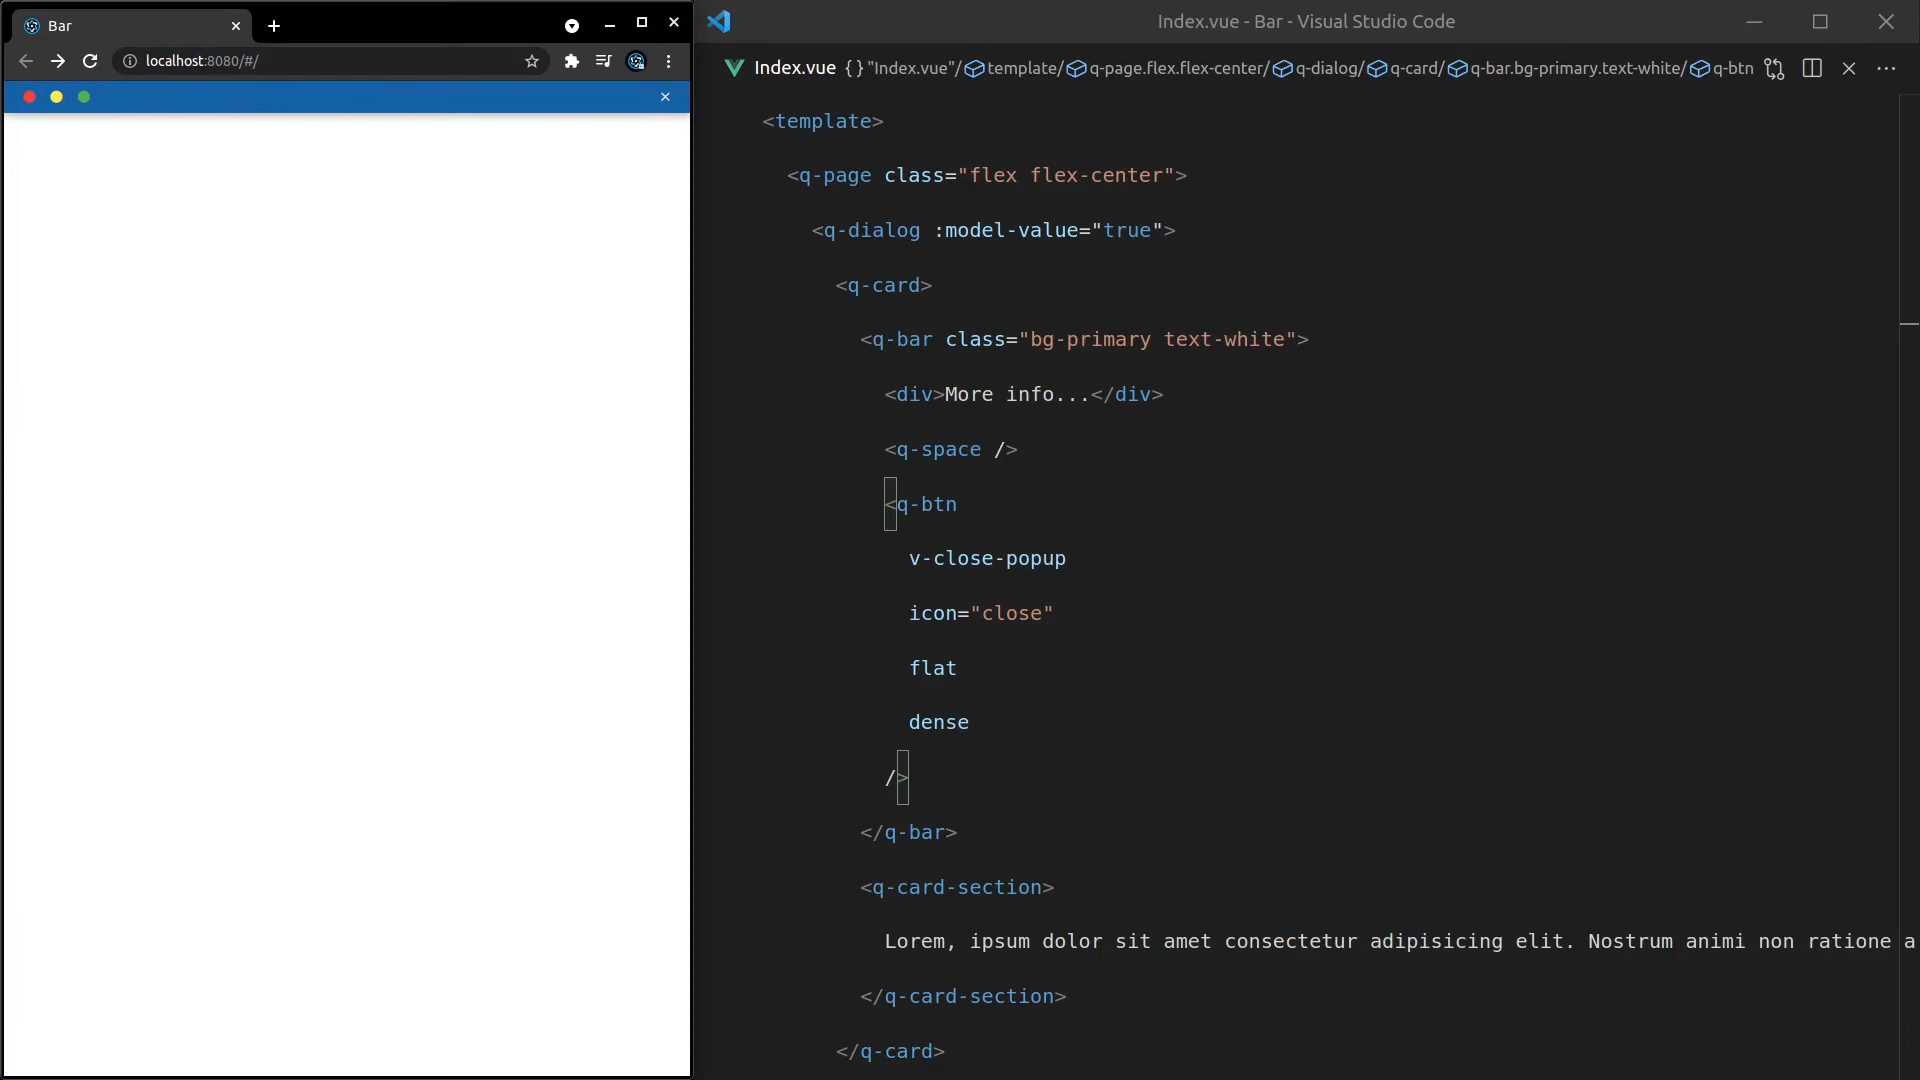 Bar
localhost:8080/#/
Index.vue - Bar - Visual Studio Code
Index.vue {} "Index.vue"/ template/ q-page.flex.flex-center/ q-dialog/ q-card/ q-bar.bg-primary.text-white/ q-btn
<template>
<q-page class="flex flex-center">
<q-dialog :model-value="true">
<q-card>
<q-bar class="bg-primary text-white">
<div>More info...</div>
<q-space />
<q-btn
v-close-popup
icon="close"
flat
dense
/>
</q-bar>
<q-card-section>
Lorem, ipsum dolor sit amet consectetur adipisicing elit. Nostrum animi non ratione a
</q-card-section>
</q-card>